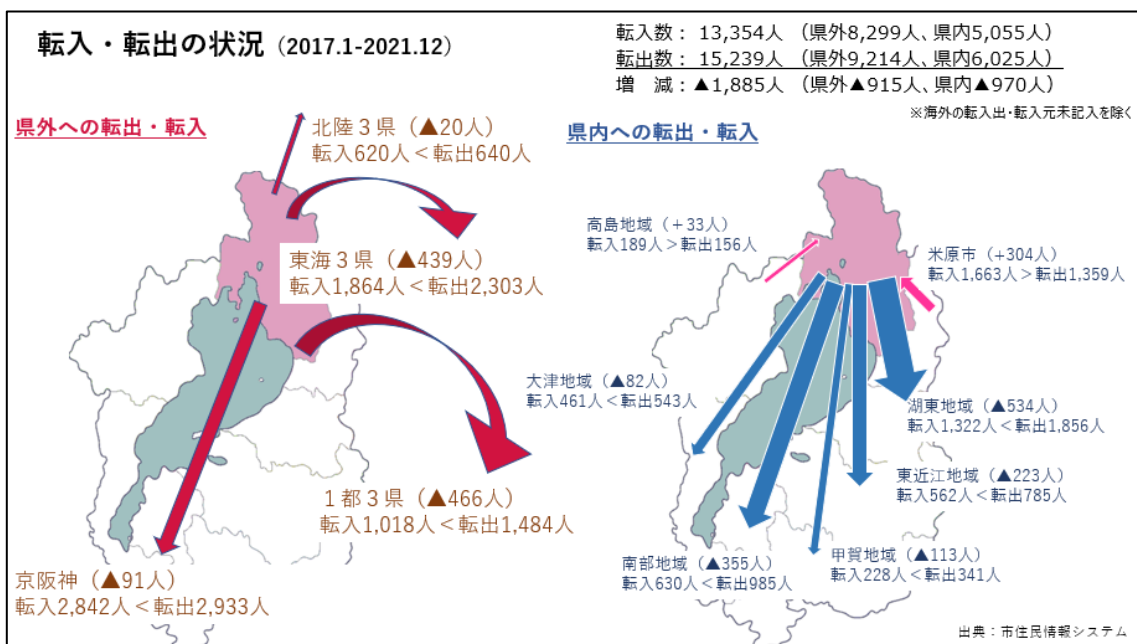 転入・転出の状況（2017.1-2021.12）
転入数： 13,354人 （県外8,299人、県内5,055人）
転出数： 15,239人 （県外9,214人、県内6,025人）
増　減：▲1,885人 （県外▲915人、県内▲970人）
※海外の転入出・転入元未記入を除く
県外への転出・転入
北陸３県（▲20人）
転入620人＜転出640人
東海３県（▲439人）
転入1,864人＜転出2,303人
１都３県（▲466人）
転入1,018人＜転出1,484人
京阪神（▲91人）
転入2,842人＜転出2,933人
県内への転出・転入
高島地域（+33人）
転入189人＞転出156人
米原市（+304人）
転入1,663人＞転出1,359人
大津地域（▲82人）
転入461人＜転出543人
湖東地域（▲534人）
転入1,322人＜転出1,856人
東近江地域（▲223人）
転入562人＜転出785人
南部地域（▲355人）
転入630人＜転出985人
甲賀地域（▲113人）
転入228人＜転出341人
出典：市住民情報システム